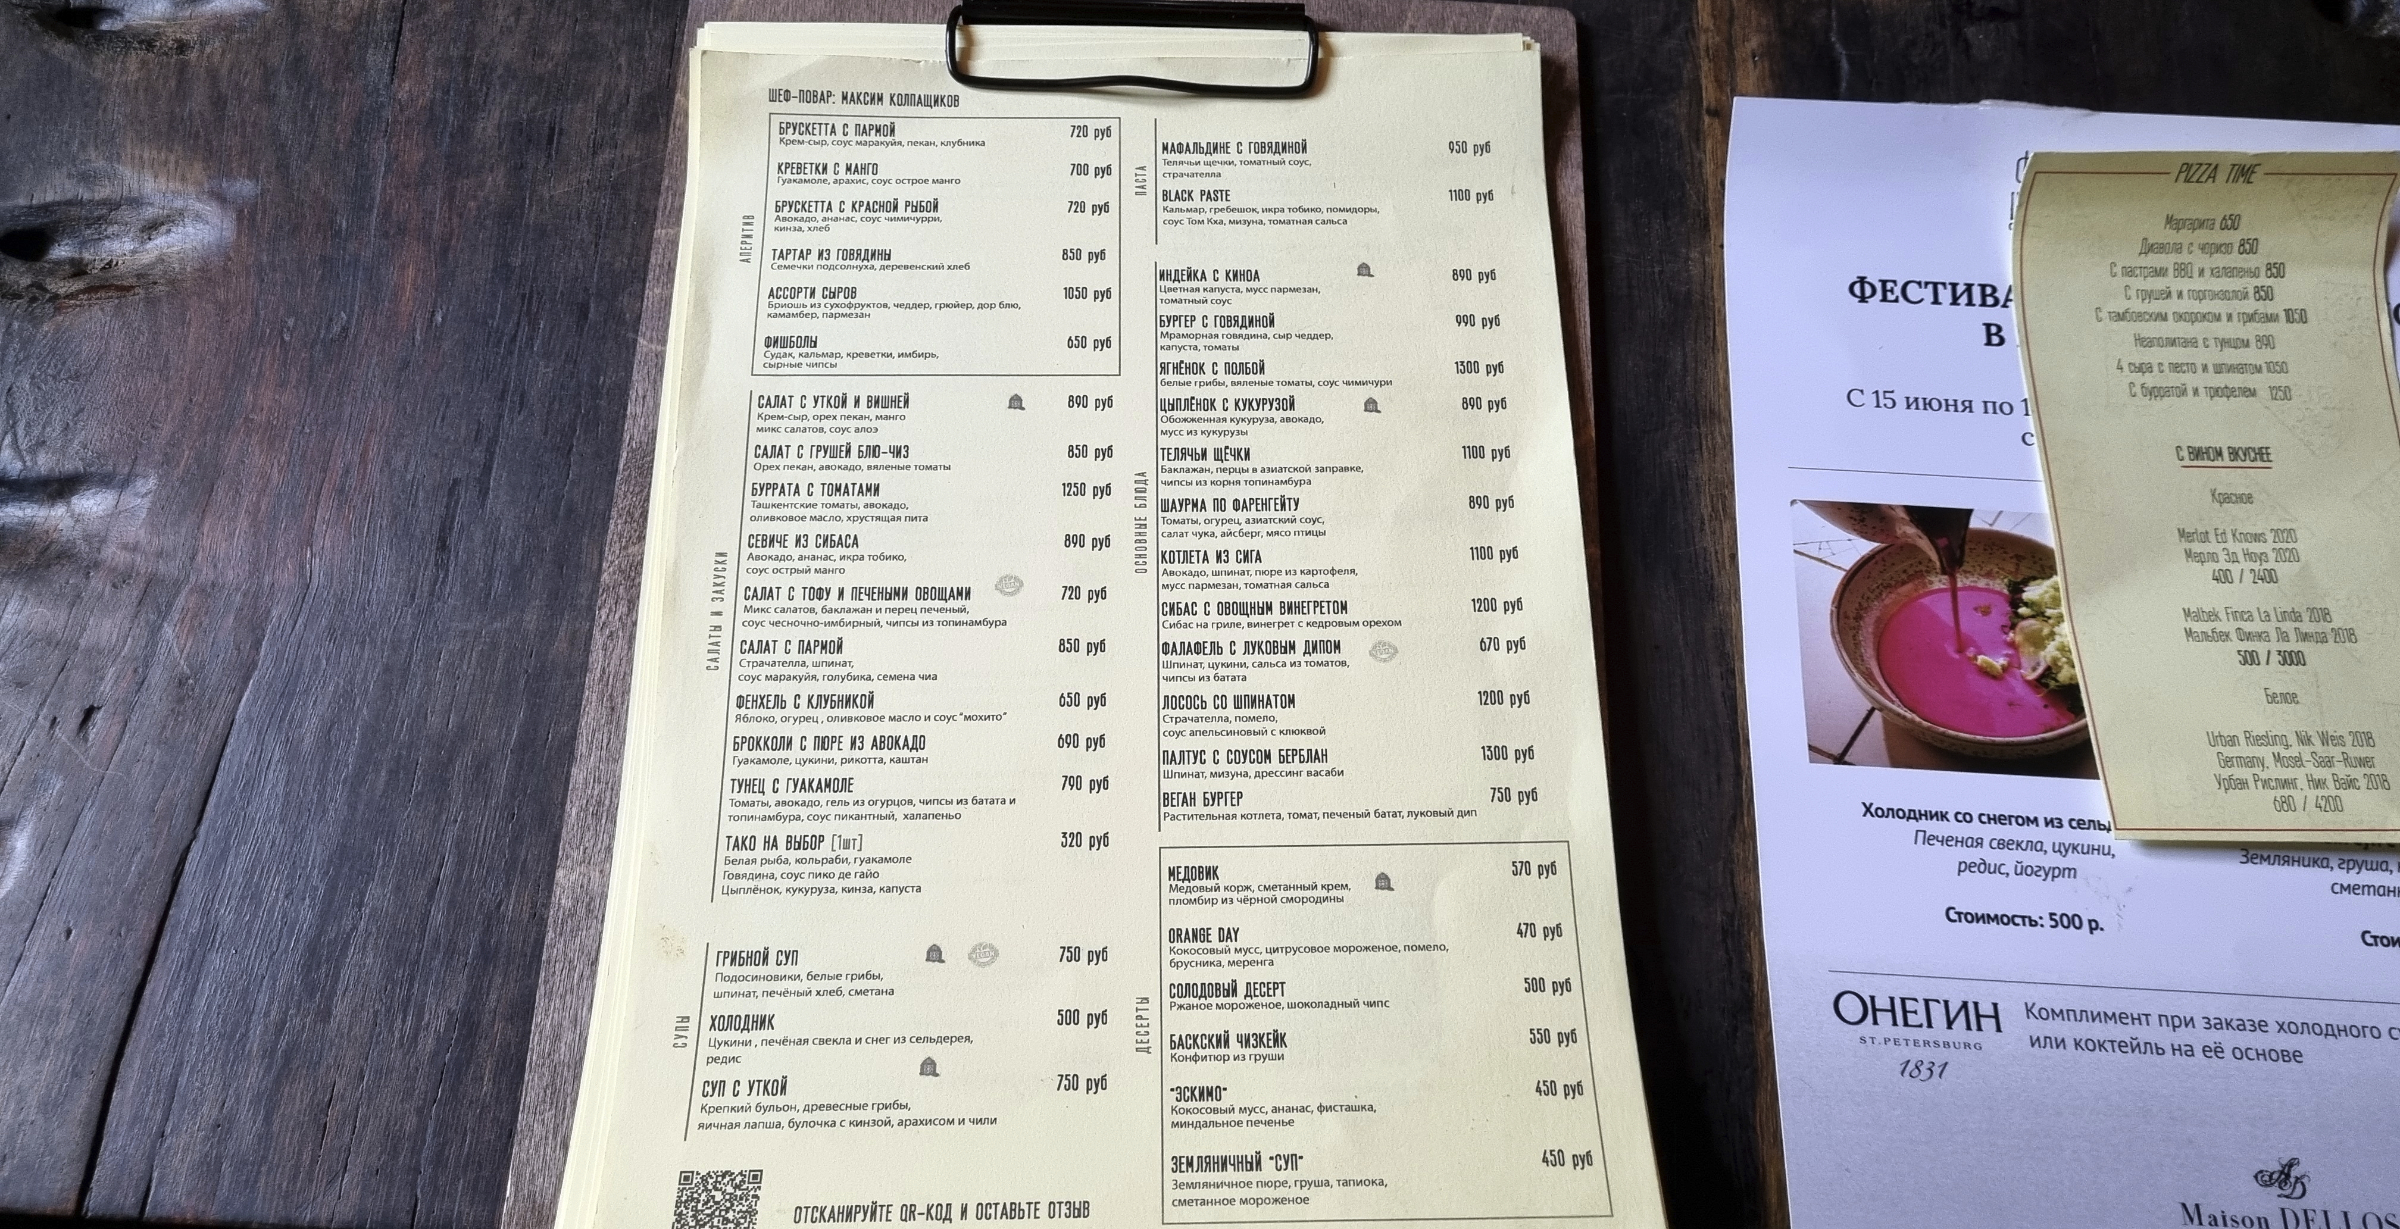 ШЕФ-ПОВАР: МАКСИМ КОЛПАЩИКОВ
АПЕРИТИВ
БРУСКЕТТА С ПАРМОЙ 720 руб
Крем-сыр, соус маракуйя, пекан, клубника
КРЕВЕТКИ С МАНГО 700 руб
Гуакамоле, арахис, соус острое манго
БРУСКЕТТА С КРАСНОЙ РЫБОЙ 720 руб
Авокадо, ананас, соус чимичурри,
кинза, хлеб
ТАРТАР ИЗ ГОВЯДИНЫ 850 руб
Семечки подсолнуха, деревенский хлеб
АССОРТИ СЫРОВ 1050 руб
Бриошь из сухофруктов, чеддер, грюйер, дор блю,
камамбер, пармезан
ФИШБОЛЫ 650 руб
Судак, кальмар, креветки, имбирь,
сырные чипсы
САЛАТЫ И ЗАКУСКИ
САЛАТ С УТКОЙ И ВИШНЕЙ 890 руб
Крем-сыр, орех пекан, манго
микс салатов, соус алоэ
САЛАТ С ГРУШЕЙ БЛЮ-ЧИЗ 850 руб
Орех пекан, авокадо, вяленые томаты
БУРРАТА С ТОМАТАМИ 1250 руб
Ташкентские томаты, авокадо,
оливковое масло, хрустящая пита
СЕВИЧЕ ИЗ СИБАСА 890 руб
Авокадо, ананас, икра тобико,
соус острый манго
САЛАТ С ТОФУ И ПЕЧЕНЫМИ ОВОЩАМИ 720 руб
Микс салатов, баклажан и перец печеный,
соус чесночно-имбирный, чипсы из топинамбура
САЛАТ С ПАРМОЙ 850 руб
Страчателла, шпинат,
соус маракуйя, голубика, семена чиа
ФЕНХЕЛЬ С КЛУБНИКОЙ 650 руб
Яблоко, огурец , оливковое масло и соус "мохито"
БРОККОЛИ С ПЮРЕ ИЗ АВОКАДО 690 руб
Гуакамоле, цукини, рикотта, каштан
ТУНЕЦ С ГУАКАМОЛЕ 790 руб
Томаты, авокадо, гель из огурцов, чипсы из батата и
топинамбура, соус пикантный, халапеньо
ТАКО НА ВЫБОР [1шт] 320 руб
Белая рыба, кольраби, гуакамоле
Говядина, соус пико де гайо
Цыплёнок, кукуруза, кинза, капуста
СУПЫ
ГРИБНОЙ СУП VEGAN 750 руб
Подосиновики, белые грибы,
шпинат, печёный хлеб, сметана
ХОЛОДНИК 500 руб
Цукини , печёная свекла и снег из сельдерея,
редис
СУП С УТКОЙ 750 руб
Крепкий бульон, древесные грибы,
яичная лапша, булочка с кинзой, арахисом и чили
ОТСКАНИРУЙТЕ QR-КОД И ОСТАВЬТЕ ОТЗЫВ
ПАСТА
МАФАЛЬДИНЕ С ГОВЯДИНОЙ 950 руб
Телячьи щечки, томатный соус,
страчателла
BLACK PASTE 1100 руб
Кальмар, гребешок, икра тобико, помидоры,
соус Том Кха, мизуна, томатная сальса
ОСНОВНЫЕ БЛЮДА
ИНДЕЙКА С КИНОА 890 руб
Цветная капуста, мусс пармезан,
томатный соус
БУРГЕР С ГОВЯДИНОЙ 990 руб
Мраморная говядина, сыр чеддер,
капуста, томаты
ЯГНЁНОК С ПОЛБОЙ 1300 руб
белые грибы, вяленые томаты, соус чимичури
ЦЫПЛЁНОК С КУКУРУЗОЙ 890 руб
Обожженная кукуруза, авокадо,
мусс из кукурузы
ТЕЛЯЧЬИ ЩЁЧКИ 1100 руб
Баклажан, перцы в азиатской заправке,
чипсы из корня топинамбура
ШАУРМА ПО ФАРЕНГЕЙТУ 890 руб
Томаты, огурец, азиатский соус,
салат чука, айсберг, мясо птицы
КОТЛЕТА ИЗ СИГА 1100 руб
Авокадо, шпинат, пюре из картофеля,
мусс пармезан, томатная сальса
СИБАС С ОВОЩНЫМ ВИНЕГРЕТОМ 1200 руб
Сибас на гриле, винегрет с кедровым орехом
ФАЛАФЕЛЬ С ЛУКОВЫМ ДИПОМ 670 руб
Шпинат, цукини, сальса из томатов,
чипсы из батата
ЛОСОСЬ СО ШПИНАТОМ 1200 руб
Страчателла, помело,
соус апельсиновый с клюквой
ПАЛТУС С СОУСОМ БЕРБЛАН 1300 руб
Шпинат, мизуна, дрессинг васаби
ВЕГАН БУРГЕР 750 руб
Растительная котлета, томат, печеный батат, луковый дип
ДЕСЕРТЫ
МЕДОВИК 570 руб
Медовый корж, сметанный крем,
пломбир из чёрной смородины
ORANGE DAY 470 руб
Кокосовый мусс, цитрусовое мороженое, помело,
брусника, меренга
СОЛОДОВЫЙ ДЕСЕРТ 500 руб
Ржаное мороженое, шоколадный чипс
БАСКСКИЙ ЧИЗКЕЙК 550 руб
Конфитюр из груши
"ЭСКИМО" 450 руб
Кокосовый мусс, ананас, фисташка,
миндальное печенье
ЗЕМЛЯНИЧНЫЙ "СУП" 450 руб
Земляничное пюре, груша, тапиока,
сметанное мороженое
В
С 15 июня по
Холодник со снегом из
Печеная свекла, цукини,
редис, йогурт
Стоимость: 500 р.
Земляника, груша,
ОНЕГИН
ST.PETERSBURG
1831
Комплимент при заказе холодного
или коктейль на её основе
Maison
PIZZA TIME
Маргарита 650
Диавола с чоризо 850
С пастрами BBQ и халапеньо 850
С грушей и горгонзолой 850
С тамбовским окороком и грибами 1050
Неаполитана с тунцом 890
4 сыра с песто и шпинатом 1050
С бурратой и трюфелем 1250
С ВИНОМ ВКУСНЕЕ
Красное
Merlot Ed Knows 2020
Мерло Эд Ноуз 2020
400 / 2400
Malbek Finca La Linda 2018
Мальбек Финка Ла Линда 2018
500 / 3000
Белое
Urban Riesling, Nik Weis 2018
Germany, Mosel-Saar-Ruwer
Урбан Рислинг, Ник Вайс 2018
680 / 4200